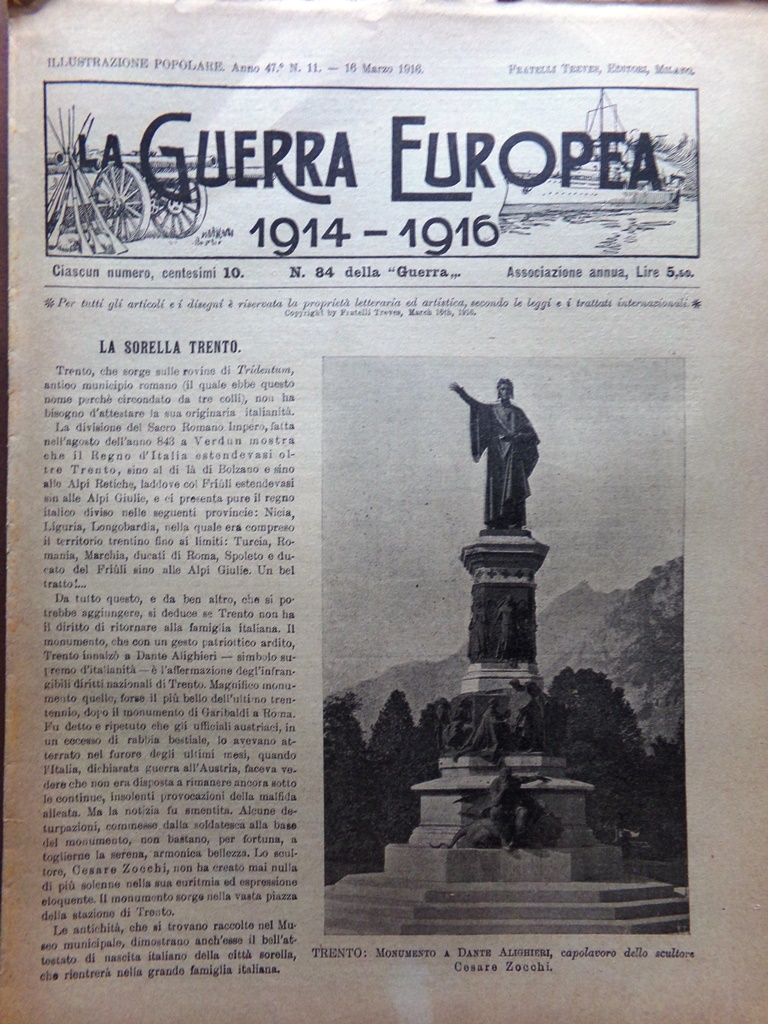 ILLUSTRAZIONE POPOLARE. Anno 47.° N. 11. — 16 Marzo 1916.
FRATELLI TREVES, EDITORI, MILANO.
LA GUERRA EUROPEA
1914 – 1916
Ciascun numero, centesimi 10.
N. 84 della "Guerra„.
Associazione annua, Lire 5,50.
Per tutti gli articoli e i disegni è riservata la proprietà letteraria ed artistica, secondo le leggi e i trattati internazionali.
Copyright by Fratelli Treves, March 16th, 1916.
LA SORELLA TRENTO.
Trento, che sorge sulle rovine di Tridentum,
antico municipio romano (il quale ebbe questo
nome perchè circondato da tre colli), non ha
bisogno d'attestare la sua originaria italianità.
La divisione del Sacro Romano Impero, fatta
nell'agosto dell'anno 843 a Verdun mostra
che il Regno d'Italia estendevasi ol-
tre Trento, sino al di là di Bolzano e sino
alle Alpi Retiche, laddove col Friùli estendevasi
sin alle Alpi Giulie, e ci presenta pure il regno
italico diviso nelle seguenti provincie: Nicia,
Liguria, Longobardia, nella quale era compreso
il territorio trentino fino ai limiti: Turcia, Ro-
mania, Marchia, ducati di Roma, Spoleto e du-
cato del Friùli sino alle Alpi Giulie. Un bel
tratto!...
Da tutto questo, e da ben altro, che si po-
trebbe aggiungere, si deduce se Trento non ha
il diritto di ritornare alla famiglia italiana. Il
monumento, che con un gesto patriottico ardito,
Trento innalzò a Dante Alighieri — simbolo su-
premo d'italianità — è l'affermazione degl'infran-
gibili diritti nazionali di Trento. Magnifico monu-
mento quello, forse il più bello dell'ultimo tren-
tennio, dopo il monumento di Garibaldi a Roma.
Fu detto e ripetuto che gli ufficiali austriaci, in
un eccesso di rabbia bestiale, lo avevano at-
terrato nel furore degli ultimi mesi, quando
l'Italia, dichiarata guerra all'Austria, faceva ve-
dere che non era disposta a rimanere ancora sotto
le continue, insolenti provocazioni della malfida
alleata. Ma la notizia fu smentita. Alcune de-
turpazioni, commesse dalla soldatesca alla base
del monumento, non bastano, per fortuna, a
toglierne la serena, armonica bellezza. Lo scul-
tore, Cesare Zocchi, non ha creato mai nulla
di più solenne nella sua euritmia ed espressione
eloquente. Il monumento sorge nella vasta piazza
della stazione di Trento.
Le antichità, che si trovano raccolte nel Mu-
seo municipale, dimostrano anch'esse il bell'at-
testato di nascita italiano della città sorella,
che rientrerà nella grande famiglia italiana.
TRENTO: MONUMENTO A DANTE ALIGHIERI, capolavoro dello scultore
Cesare Zocchi.